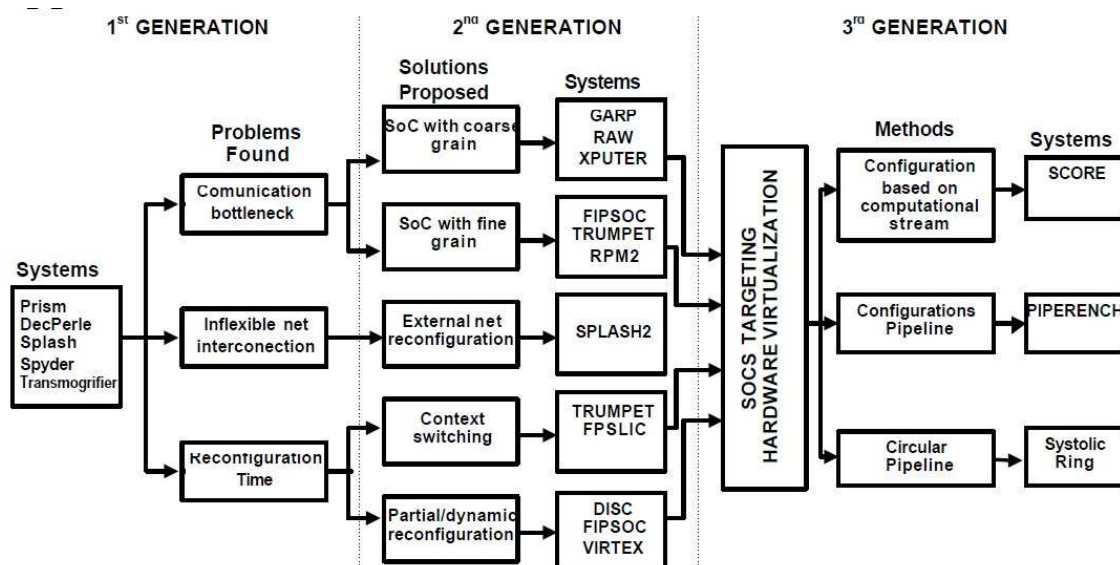 1st GENERATION
2nd GENERATION
3rd GENERATION
Systems
Prism
DecPerle
Splash
Spyder
Transmogrifier
Problems
Found
Comunication
bottleneck
Inflexible net
interconection
Reconfiguration
Time
Solutions
Proposed
SoC with coarse
grain
SoC with fine
grain
External net
reconfiguration
Context
switching
Partial/dynamic
reconfiguration
Systems
GARP
RAW
XPUTER
FIPSOC
TRUMPET
RPM2
SPLASH2
TRUMPET
FPSLIC
DISC
FIPSOC
VIRTEX
SOCS TARGETING
HARDWARE VIRTUALIZATION
Methods
Configuration
based on
computational
stream
Configurations
Pipeline
Circular
Pipeline
Systems
SCORE
PIPERENCH
Systolic
Ring